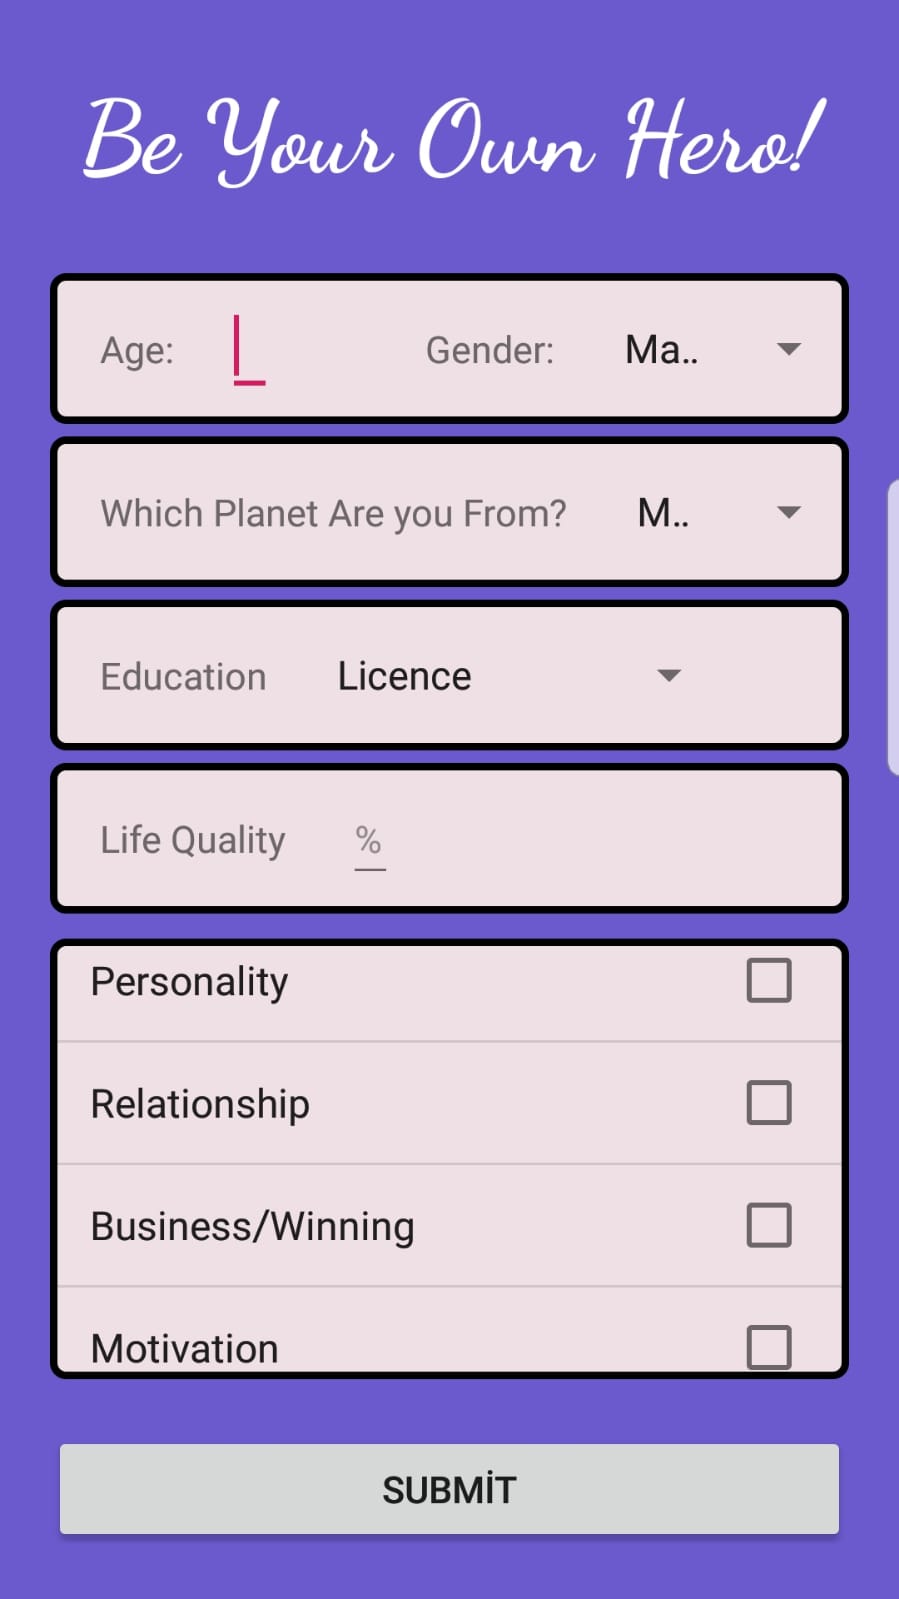 Be Your Own Hero!
Age: Gender: Ma..
Which Planet Are you From? M..
Education Licence
Life Quality %
Personality
Relationship
Business/Winning
Motivation
SUBMİT